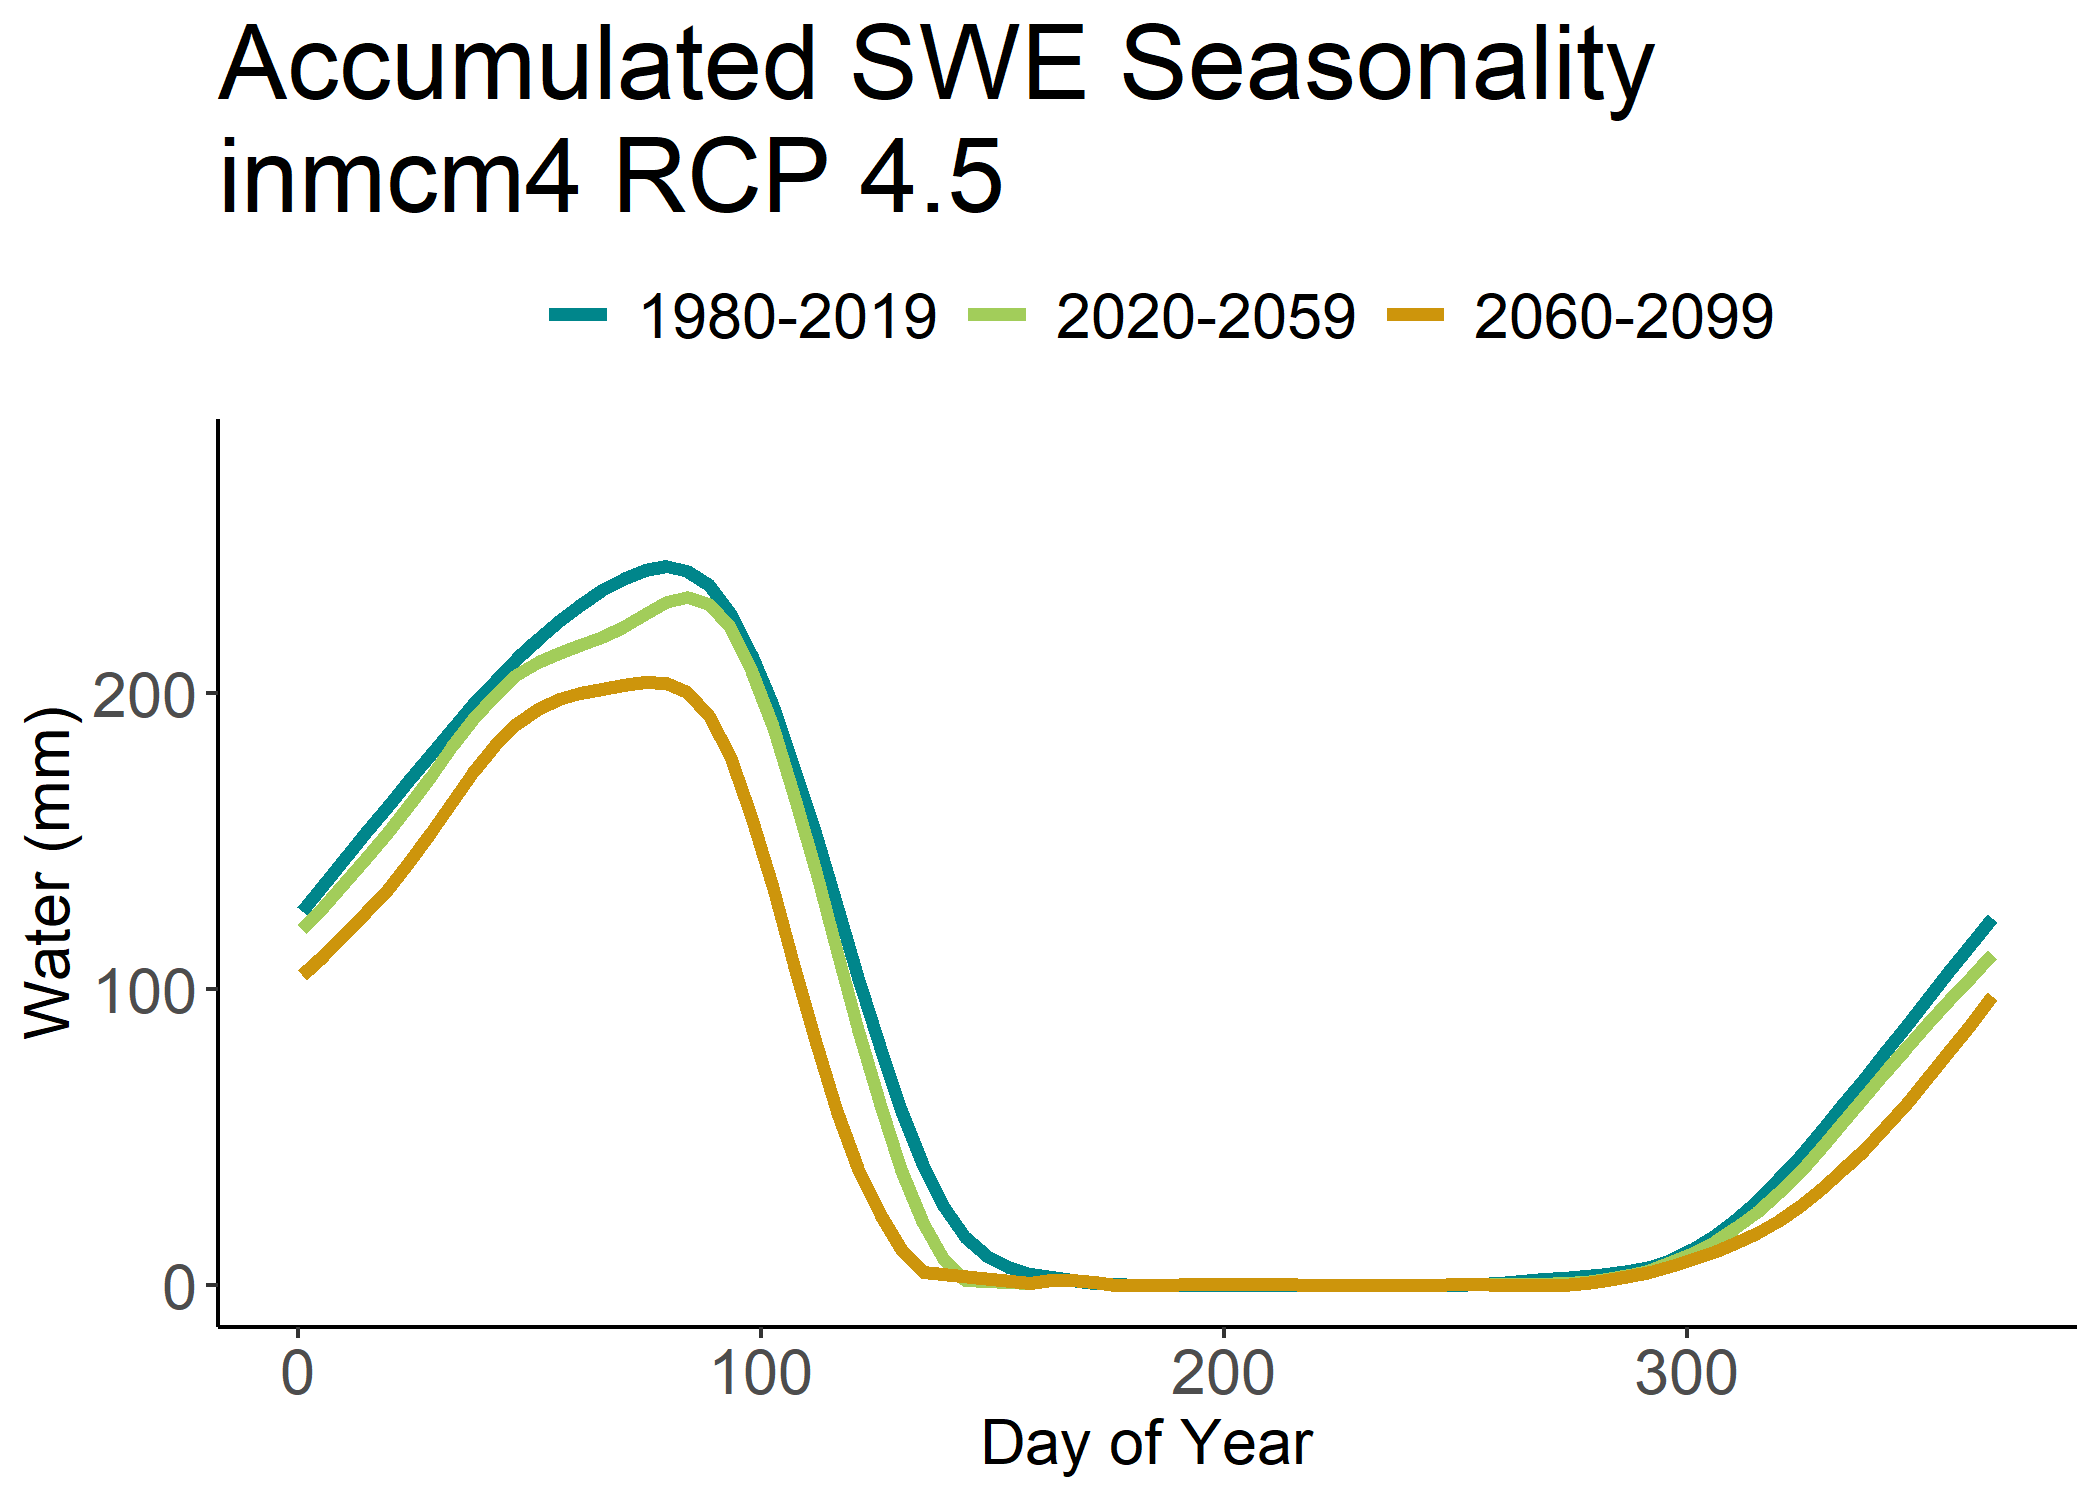 Accumulated SWE Seasonality
inmcm4 RCP 4.5
1980-2019 2020-2059 2060-2099
Water (mm)
200
100
0
0 100 200 300
Day of Year